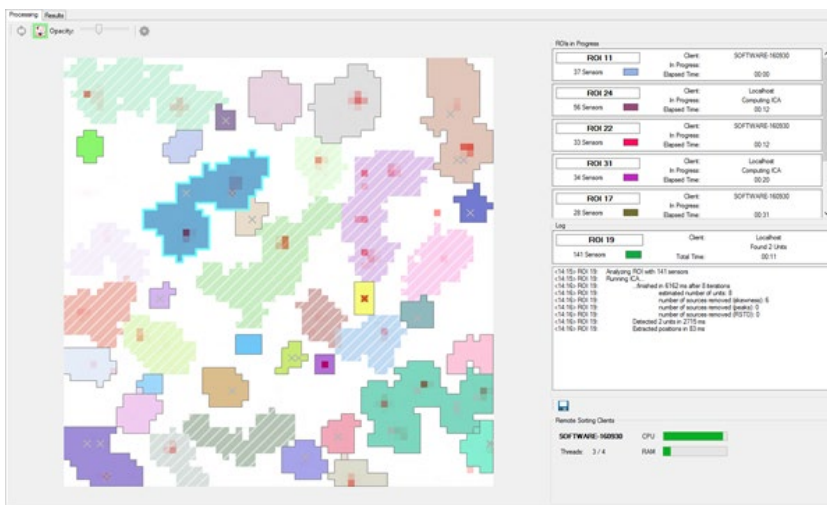 Processing Results
Opacity:
ROI's in Progress
ROI 11 Client: SOFTWARE-160930
In Progress:
37 Sensors Elapsed Time: 00:00
ROI 24 Client: Localhost
In Progress: Computing ICA
56 Sensors Elapsed Time: 00:12
ROI 22 Client: SOFTWARE-160930
In Progress:
33 Sensors Elapsed Time: 00:12
ROI 31 Client: Localhost
In Progress: Computing ICA
34 Sensors Elapsed Time: 00:20
ROI 17 Client: SOFTWARE-160930
In Progress:
28 Sensors Elapsed Time: 00:31
Log
ROI 19 Client: Localhost
Found 2 Units
141 Sensors Total Time: 00:11
<14:15> ROI 19: Analyzing ROI with 141 sensors
<14:15> ROI 19: Running ICA...
<14:16> ROI 19: ...finished in 6162 ms after 8 iterations
<14:16> ROI 19: estimated number of units: 8
<14:16> ROI 19: number of sources removed (skewness): 6
<14:16> ROI 19: number of sources removed (peaks): 0
<14:16> ROI 19: number of sources removed (RSTD): 0
<14:16> ROI 19: Detected 2 units in 2715 ms
<14:16> ROI 19: Extracted positions in 83 ms
Remote Sorting Clients
SOFTWARE-160930 CPU
Threads: 3 / 4 RAM